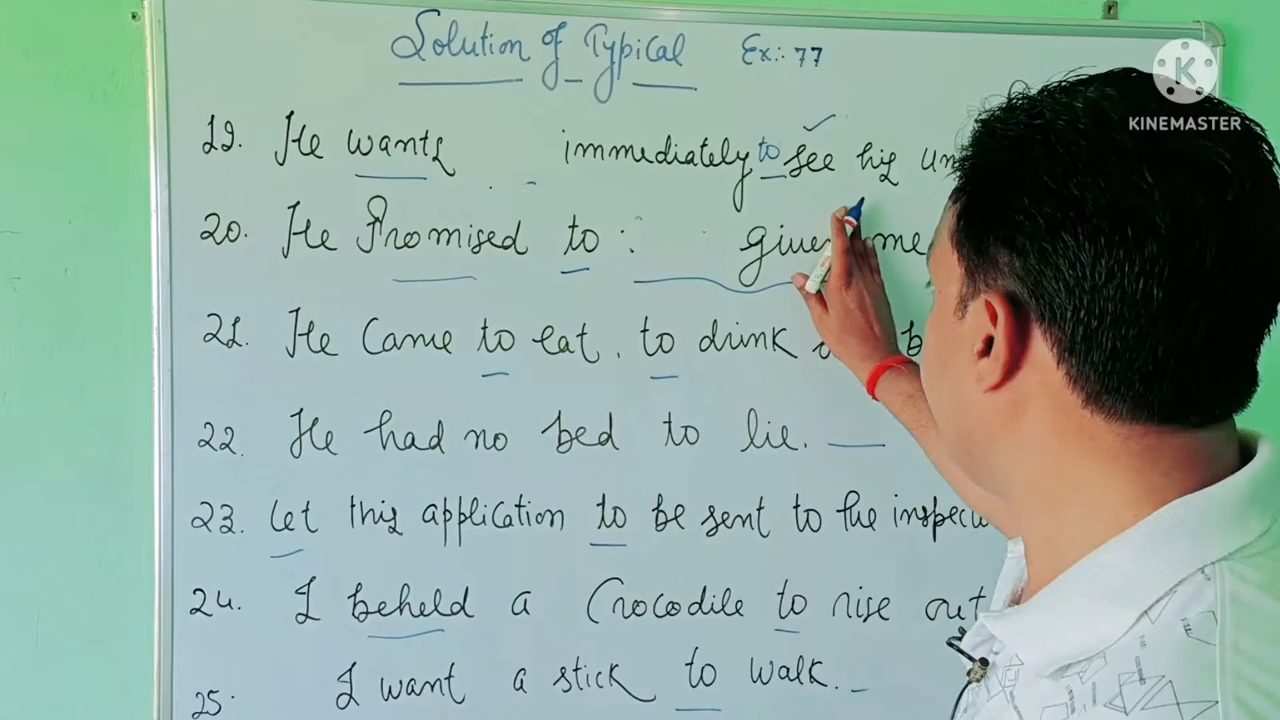 Solution of Typical Ex.: 77
KINEMASTER
19. He wants immediately to see his
20. He Promised to give me
21. He came to eat, to drink
22. He had no bed to lie.
23. Let this application to be sent to the
24. I beheld a Crocodile to rise out
25. I want a stick to walk.